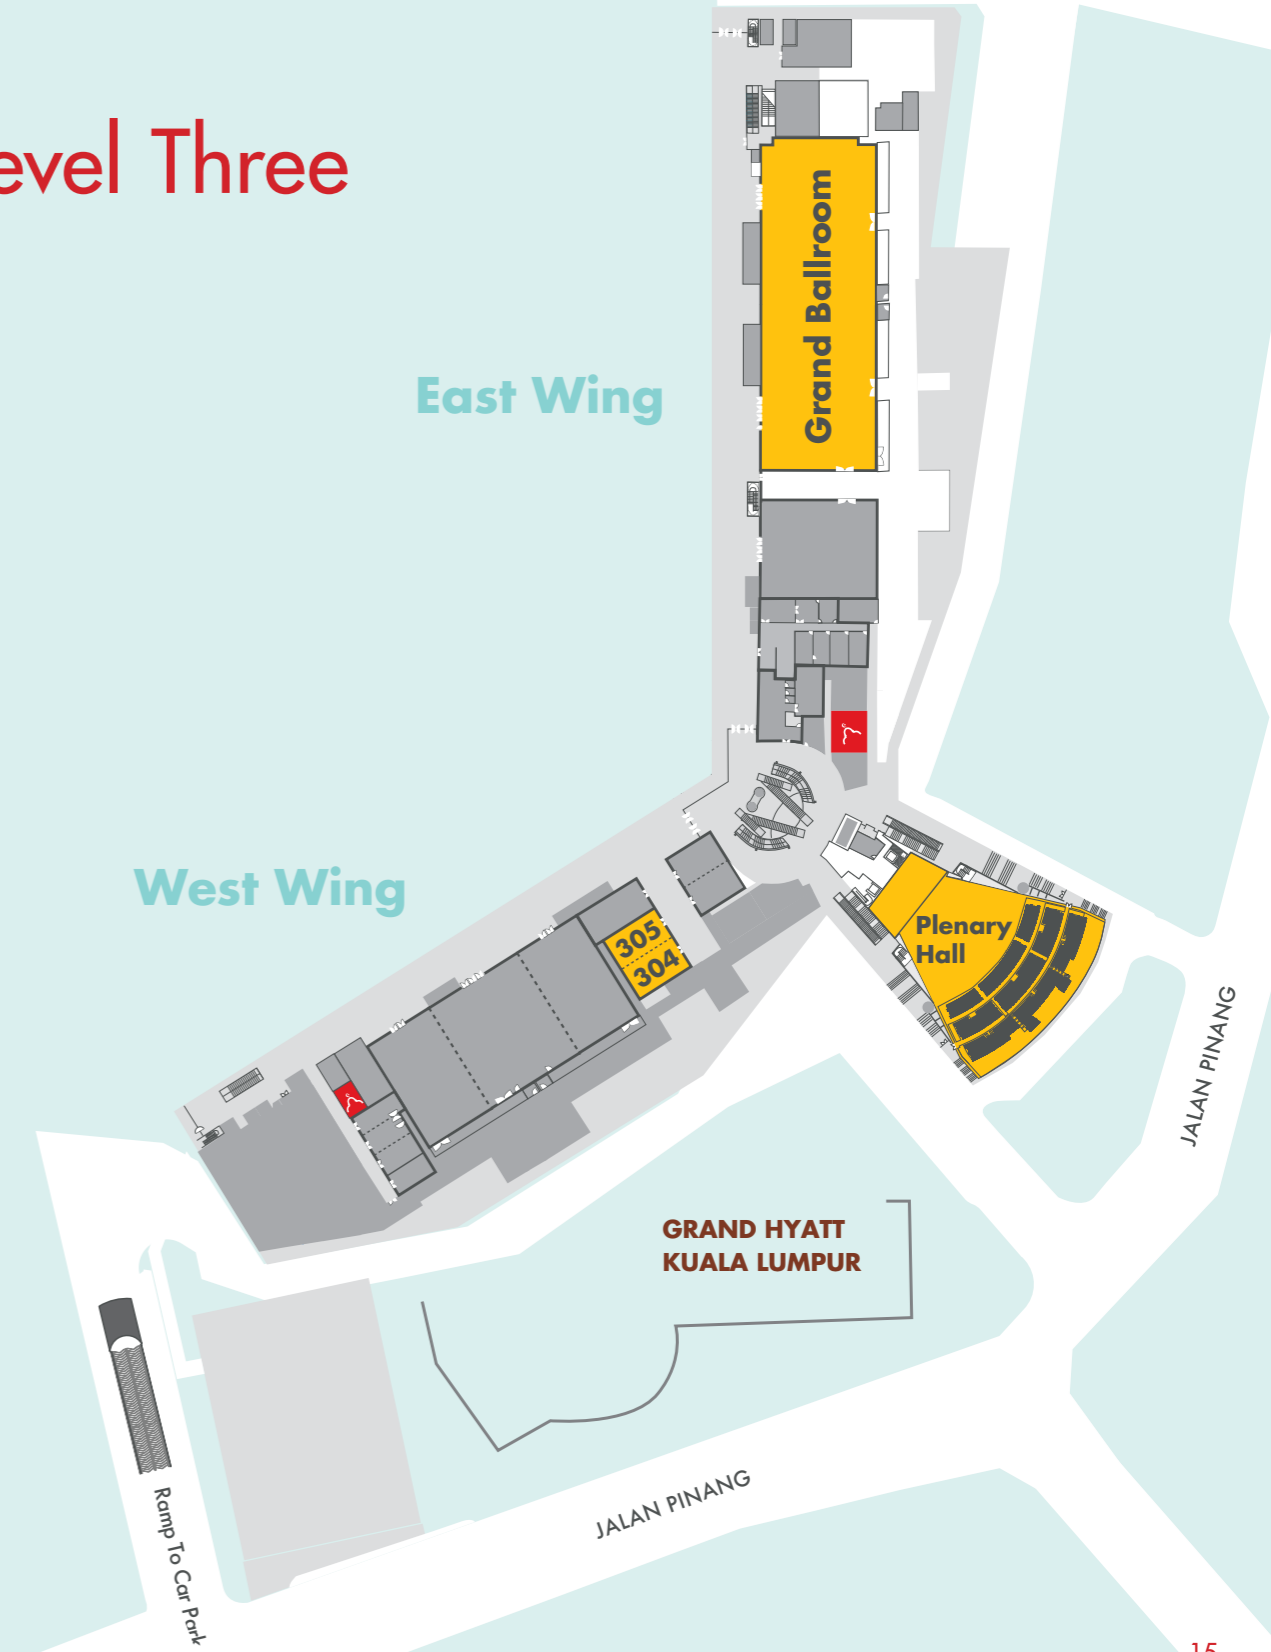 evel Three
Grand Ballroom
East Wing
West Wing
305
304
Plenary
Hall
JALAN PINANG
GRAND HYATT
KUALA LUMPUR
JALAN PINANG
Ramp To Car Park
15